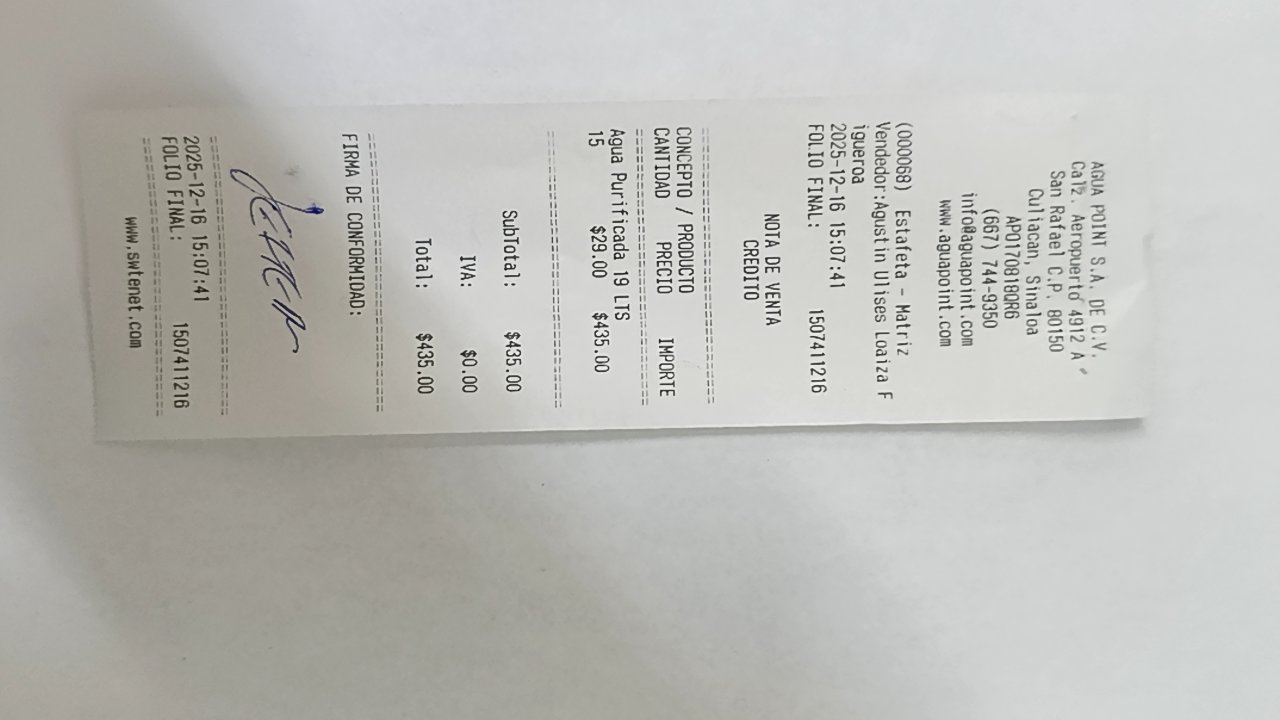 AGUA POINT S.A. DE C.V.
Aeropuerto 4912 A
San Rafael C.P. 80150
Culiacan, Sinaloa
APO170818QR6
(667) 744-9350
info@aguapoint.com
www.aguapoint.com
(000068) Estafeta - Matriz
Vendedor:Agustin Ulises Loaiza F
igueroa
2025-12-16 15:07:41
FOLIO FINAL: 1507411216
NOTA DE VENTA
CREDITO
CONCEPTO / PRODUCTO
CANTIDAD PRECIO IMPORTE
Agua Purificada 19 LTS
15 $29.00 $435.00
SubTotal: $435.00
IVA: $0.00
Total: $435.00
FIRMA DE CONFORMIDAD:
2025-12-16 15:07:41
FOLIO FINAL: 1507411216
www.swtenet.com